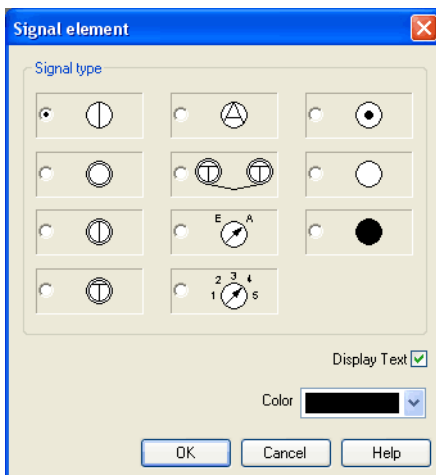 Signal element
Signal type
A
T T
E A
T
1 2 3 4 5
Display Text
Color
OK Cancel Help